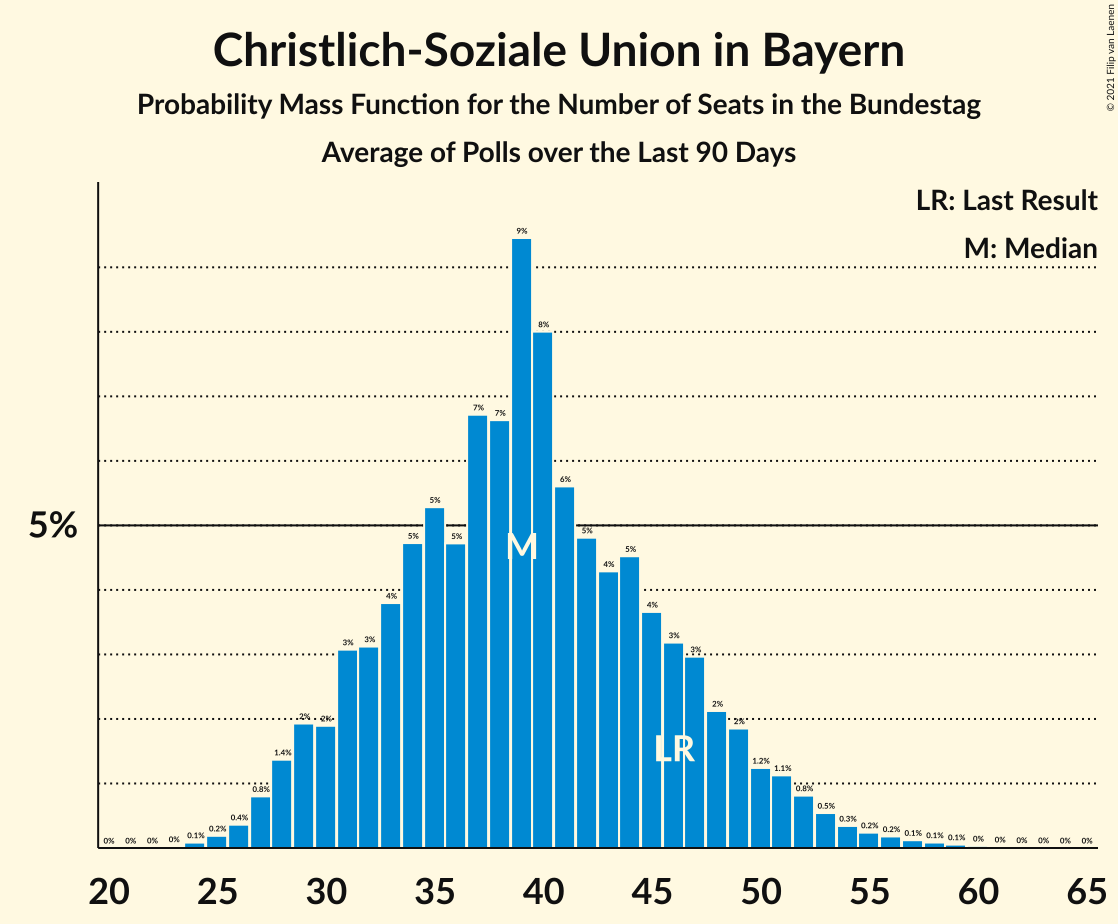 Christlich-Soziale Union in Bayern
Probability Mass Function for the Number of Seats in the Bundestag
Average of Polls over the Last 90 Days
© 2021 Filip van Laenen
LR: Last Result
M: Median
5%
0% 0% 0% 0% 0.1% 0.2% 0.4% 0.8% 1.4% 2% 2% 3% 3% 4% 5% 5% 5% 7% 7% 9% 8% 6% 5% 4% 5% 4% 3% 3% 2% 2% 1.2% 1.1% 0.8% 0.5% 0.3% 0.2% 0.2% 0.1% 0.1% 0.1% 0% 0% 0% 0% 0% 0%
M
LR
20 25 30 35 40 45 50 55 60 65